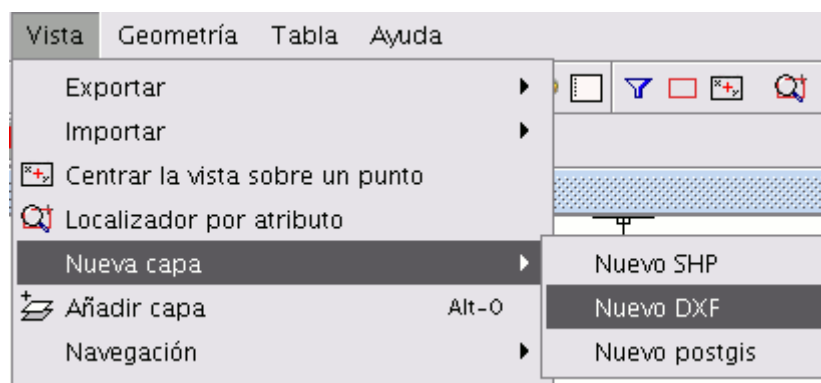 Vista Geometría Tabla Ayuda
Exportar
Importar
Centrar la vista sobre un punto
Localizador por atributo
Nueva capa
Nuevo SHP
Añadir capa Alt-O
Nuevo DXF
Navegación
Nuevo postgis